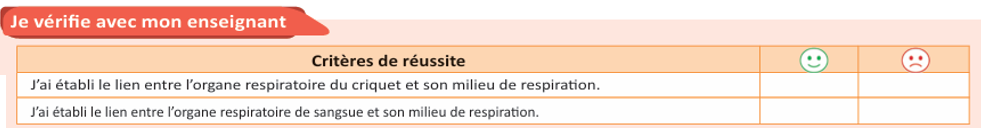 Je vérifie avec mon enseignant
Critères de réussite
J'ai établi le lien entre l'organe respiratoire du criquet et son milieu de respiration.
J'ai établi le lien entre l'organe respiratoire de sangsue et son milieu de respiration.